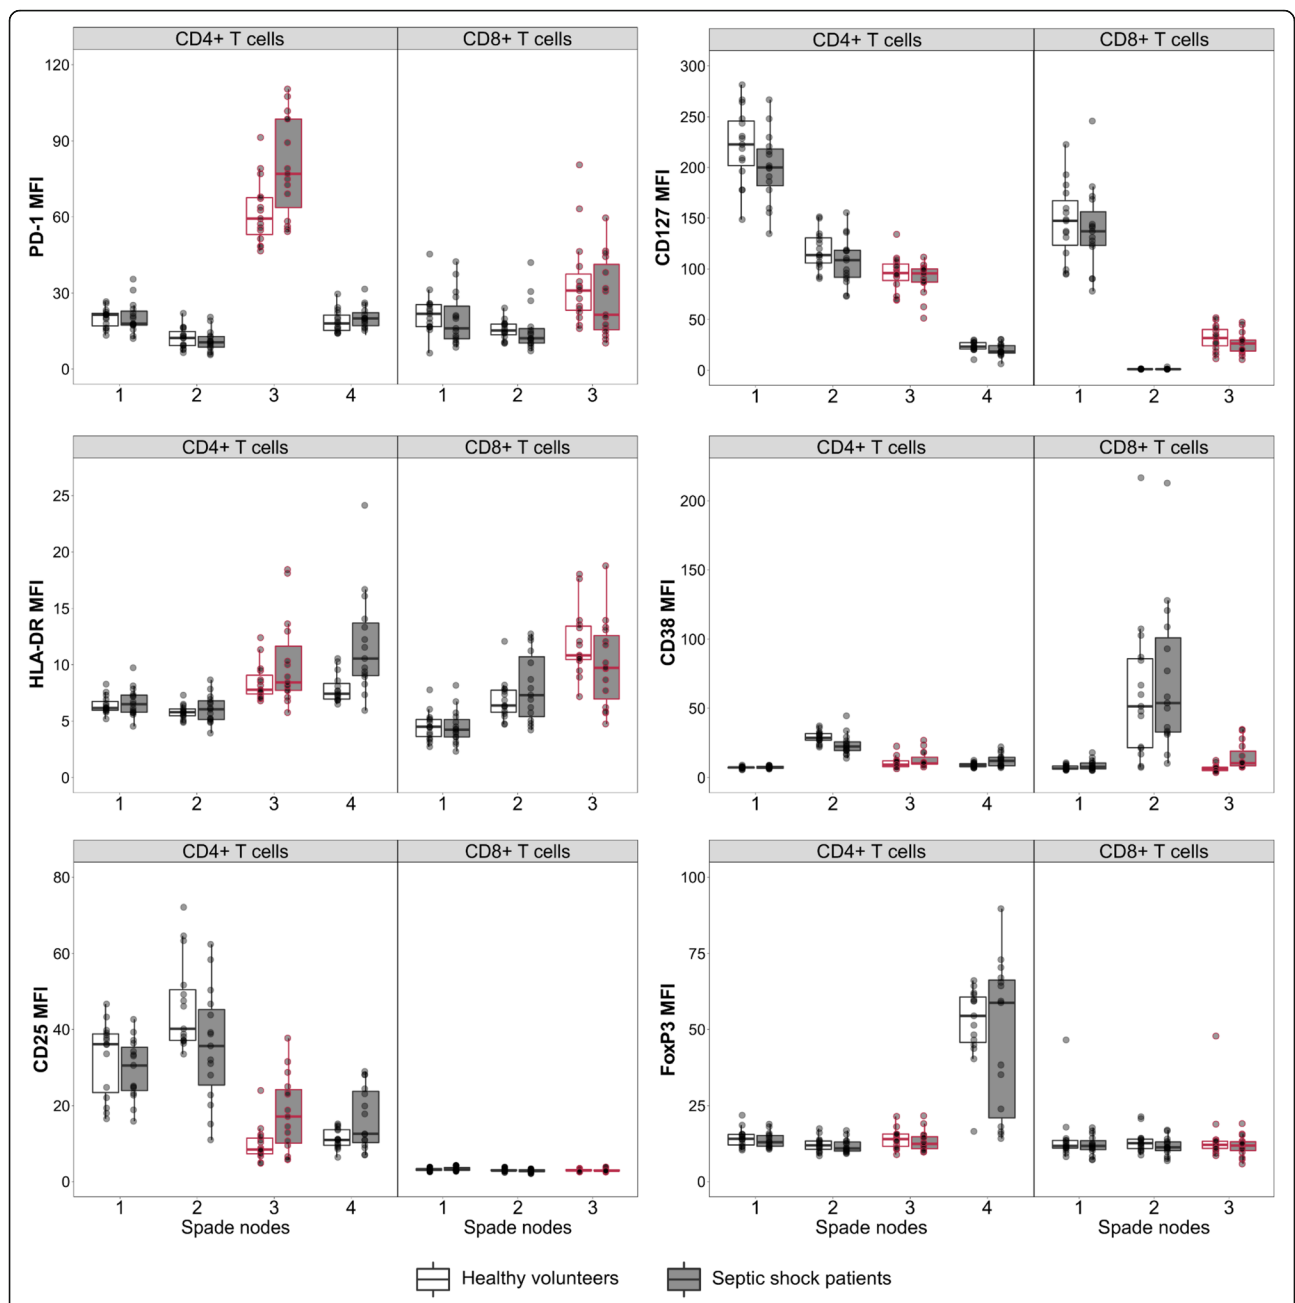 CD4+ T cells CD8+ T cells
PD-1 MFI
120
90
60
30
0
1 2 3 4 1 2 3
CD4+ T cells CD8+ T cells
CD127 MFI
300
250
200
150
100
50
0
1 2 3 4 1 2 3
CD4+ T cells CD8+ T cells
HLA-DR MFI
25
20
15
10
5
0
1 2 3 4 1 2 3
CD4+ T cells CD8+ T cells
CD38 MFI
200
150
100
50
0
1 2 3 4 1 2 3
CD4+ T cells CD8+ T cells
CD25 MFI
80
60
40
20
0
1 2 3 4 1 2 3
Spade nodes Spade nodes
CD4+ T cells CD8+ T cells
FoxP3 MFI
100
75
50
25
0
1 2 3 4 1 2 3
Spade nodes Spade nodes
Healthy volunteers Septic shock patients